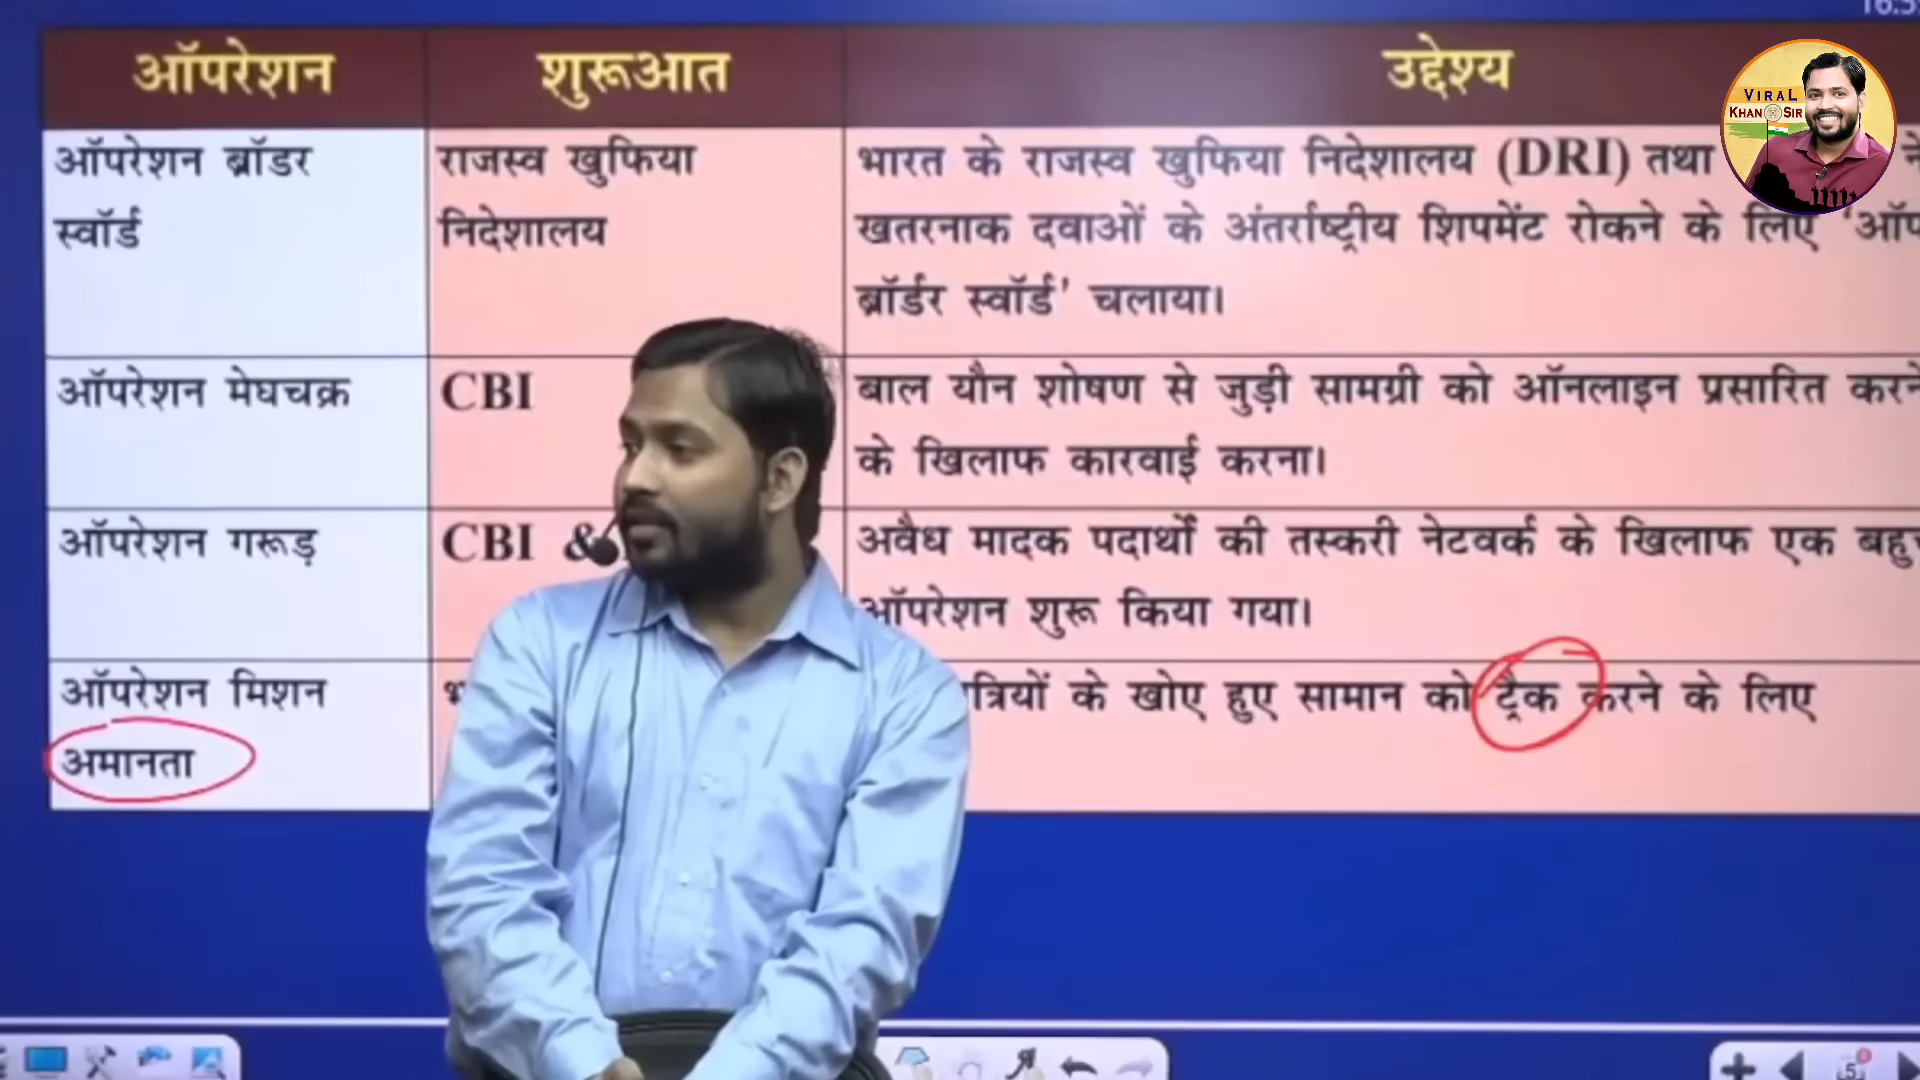 ऑपरेशन
शुरूआत
उद्देश्य
ऑपरेशन ब्रॉडर
स्वॉर्ड
राजस्व खुफिया
निदेशालय
भारत के राजस्व खुफिया निदेशालय (DRI) तथा
खतरनाक दवाओं के अंतर्राष्ट्रीय शिपमेंट रोकने के लिए
ब्रॉर्डर स्वॉर्ड' चलाया।
ऑपरेशन मेघचक्र
CBI
बाल यौन शोषण से जुड़ी सामग्री को ऑनलाइन प्रसारित करने
के खिलाफ कारवाई करना।
ऑपरेशन गरूड़
CBI &
अवैध मादक पदार्थों की तस्करी नेटवर्क के खिलाफ एक
ऑपरेशन शुरू किया गया।
ऑपरेशन मिशन
अमानता
के खोए हुए सामान को ट्रैक करने के लिए
VIRAL
KHAN SIR